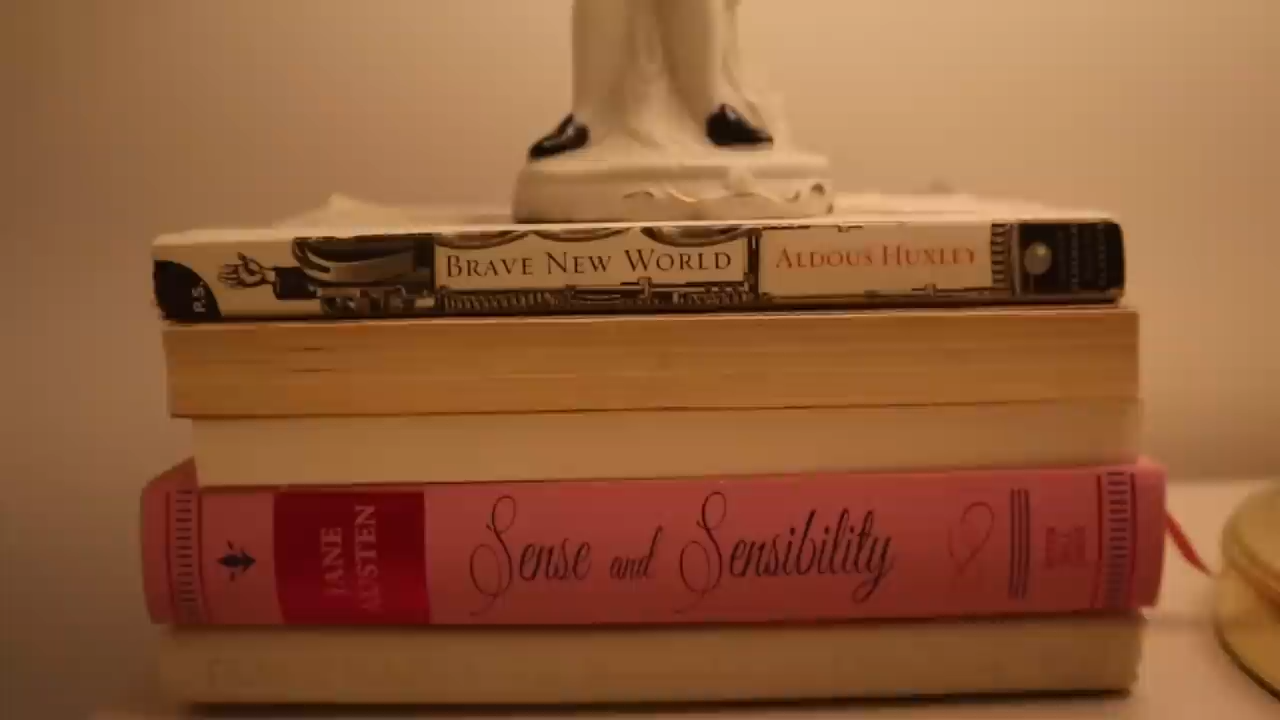 P.S.
BRAVE NEW WORLD
ALDOUS HUXLEY
JANE
AUSTEN
Sense and Sensibility